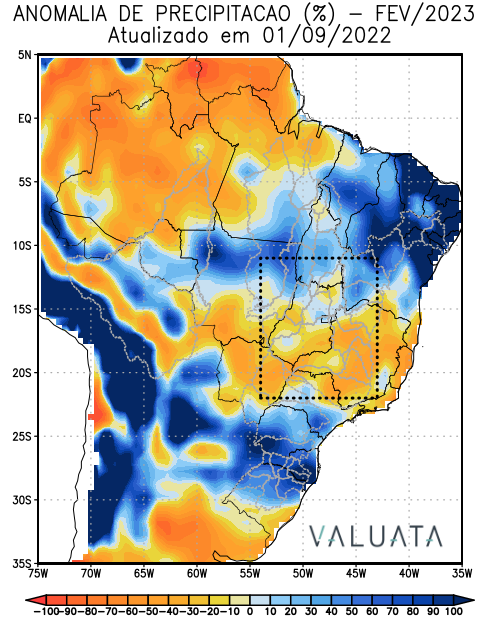 ANOMALIA DE PRECIPITACAO (%) – FEV/2023
Atualizado em 01/09/2022
5N
EQ
5S
10S
15S
20S
25S
30S
35S
VALUATA
75W 70W 65W 60W 55W 50W 45W 40W 35W
-100 -90 -80 -70 -60 -50 -40 -30 -20 -10 0 10 20 30 40 50 60 70 80 90 100